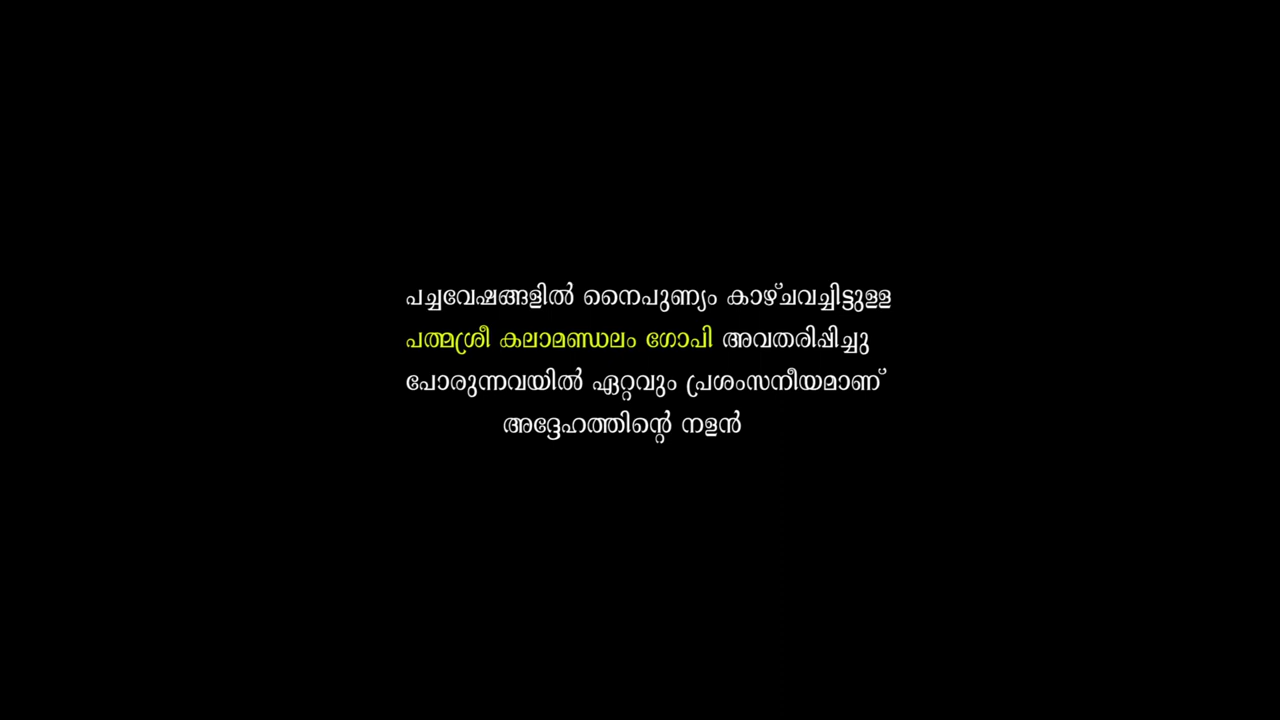 പച്ചവേഷങ്ങളിൽ നൈപുണ്യം കാഴ്ചവച്ചിട്ടുളള
പത്മശ്രീ കലാമണ്ഡലം ഗോപി അവതരിപ്പിച്ചു
പോരുന്നവയിൽ ഏറ്റവും പ്രശംസനീയമാണ്
അദ്ദേഹത്തിന്റെ നളൻ